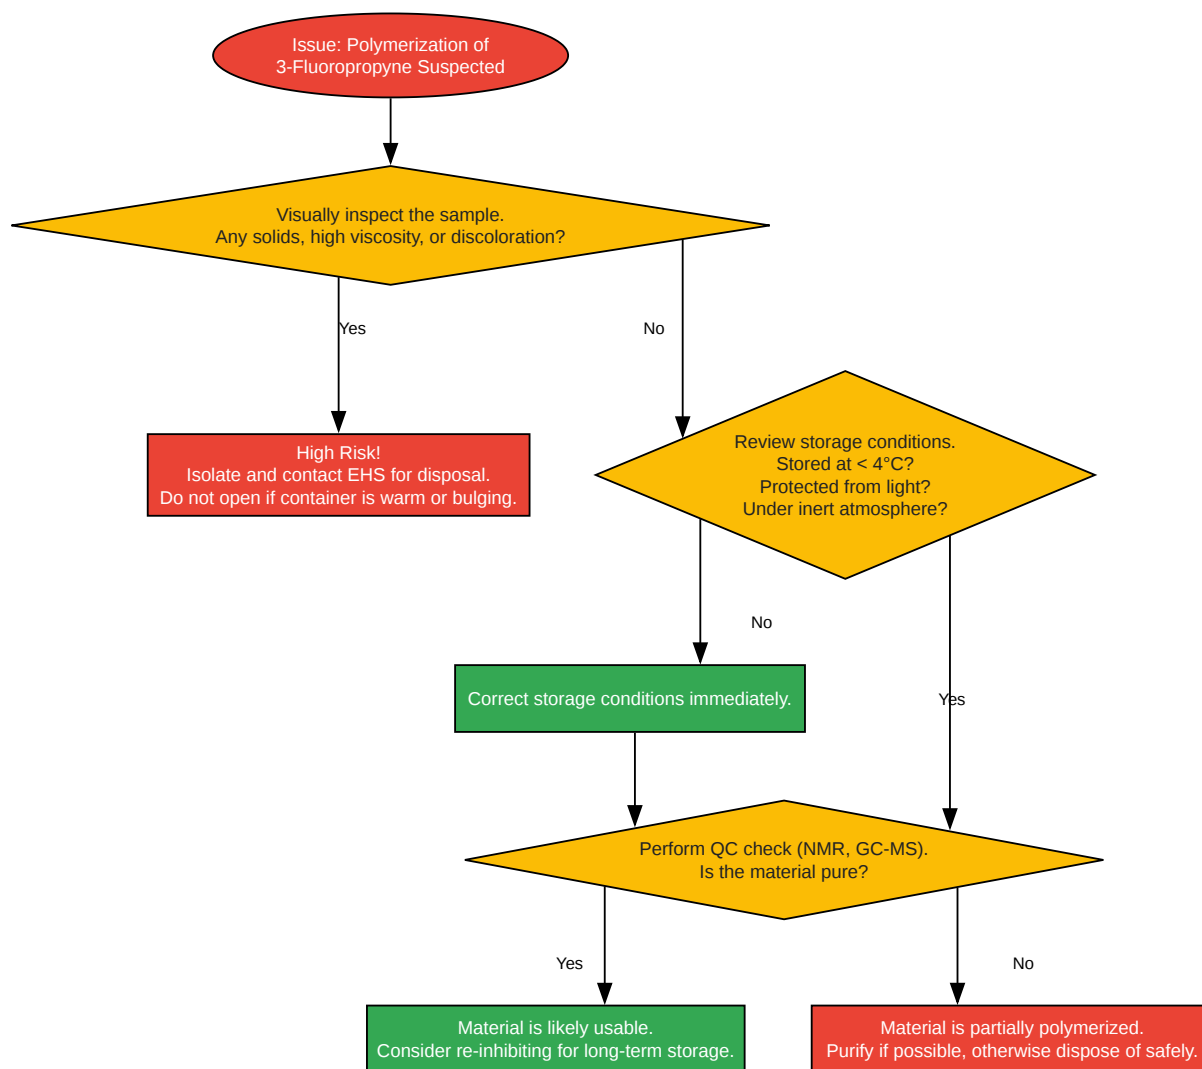 Issue: Polymerization of
3-Fluoropropyne Suspected
Visually inspect the sample.
Any solids, high viscosity, or discoloration?
Yes
No
High Risk!
Isolate and contact EHS for disposal.
Do not open if container is warm or bulging.
Review storage conditions.
Stored at < 4°C?
Protected from light?
Under inert atmosphere?
No
Correct storage conditions immediately.
Yes
Perform QC check (NMR, GC-MS).
Is the material pure?
Yes
No
Material is likely usable.
Consider re-inhibiting for long-term storage.
Material is partially polymerized.
Purify if possible, otherwise dispose of safely.